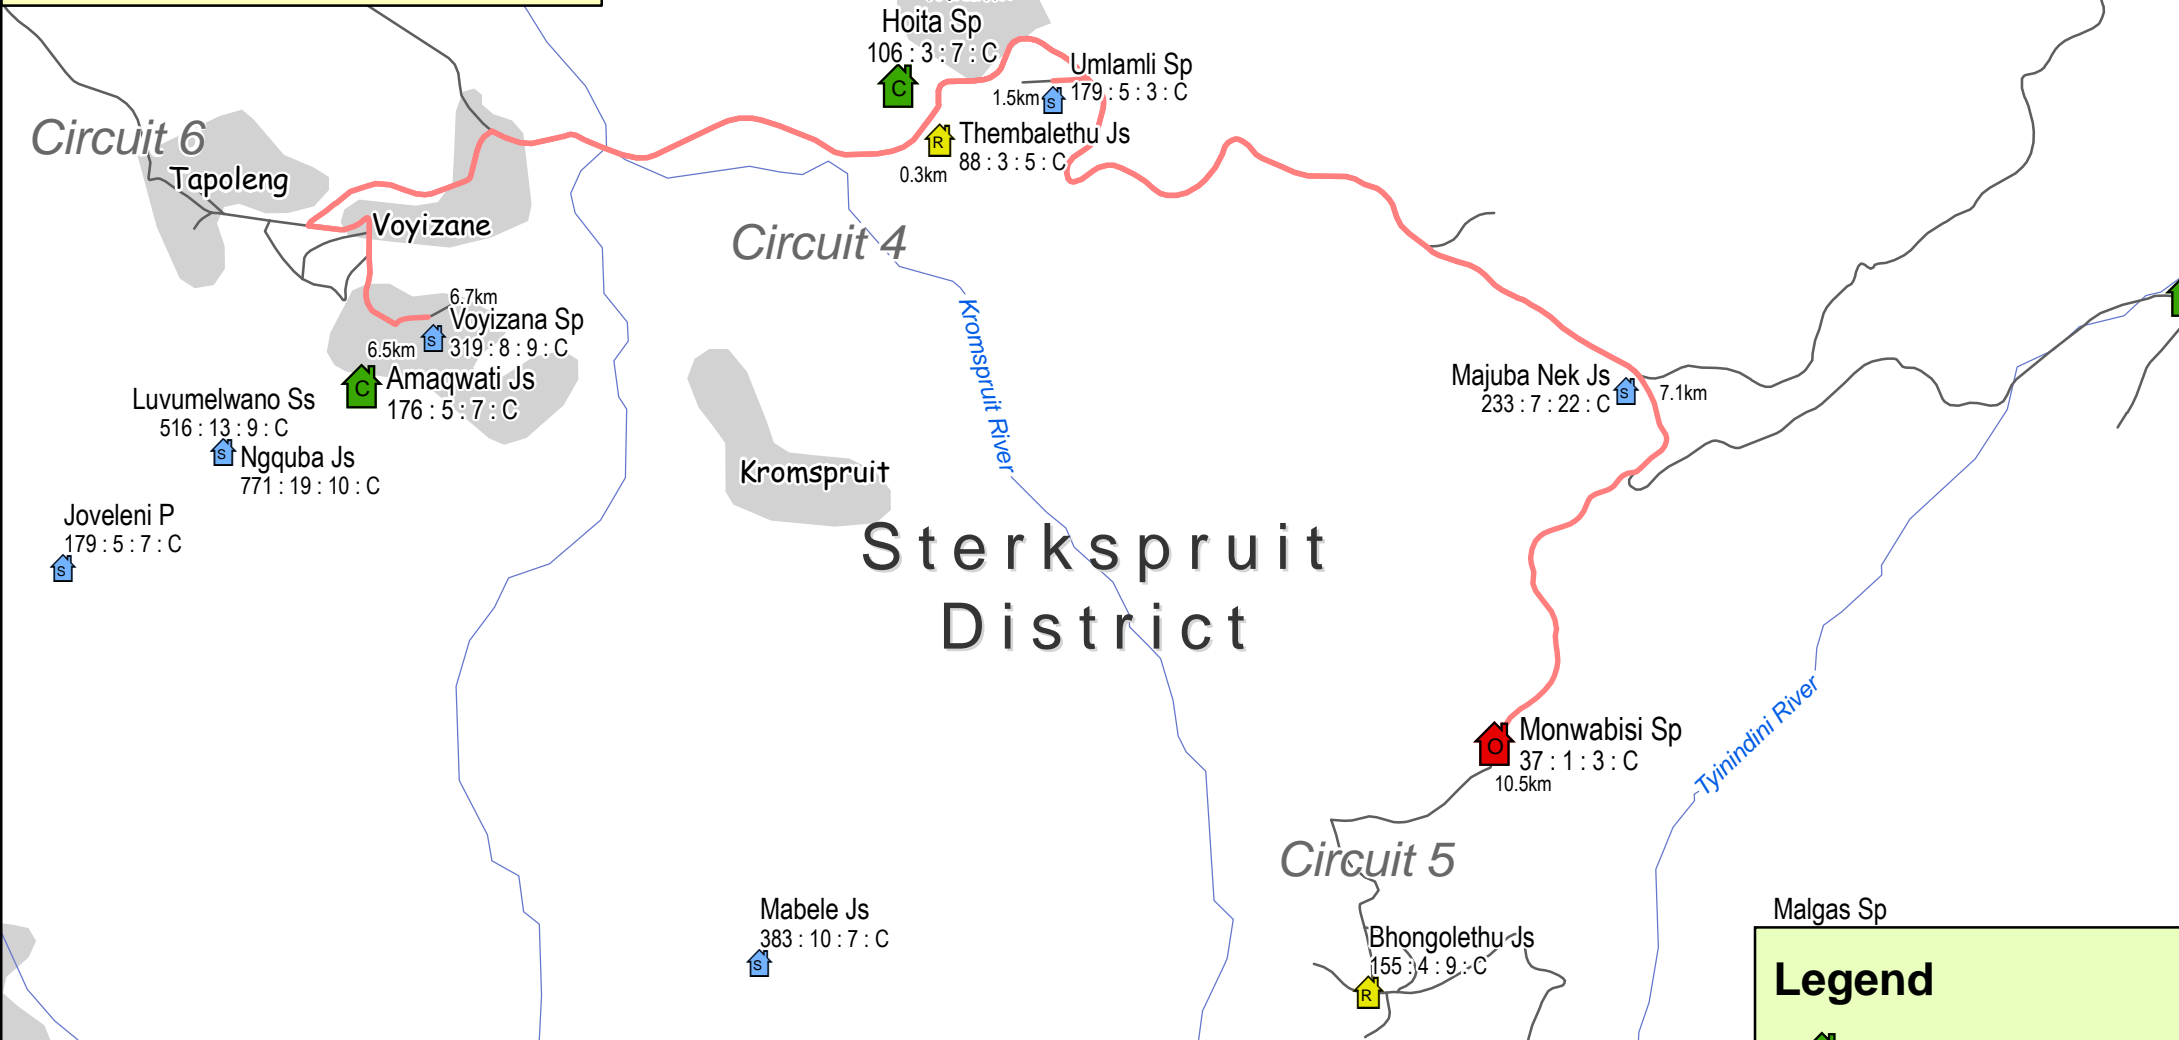 Hoita Sp
106 : 3 : 7 : C
C
Umlamli Sp
1.5km
S
179 : 5 : 3 : C
Circuit 6
R
Thembalethu Js
88 : 3 : 5 : C
0.3km
Tapoleng
Voyizane
Circuit 4
6.7km
Voyizana Sp
S
319 : 8 : 9 : C
6.5km
Kromspruit River
C
Amaqwati Js
176 : 5 : 7 : C
Majuba Nek Js
233 : 7 : 22 : C
S
7.1km
Luvumelwano Ss
516 : 13 : 9 : C
S
Ngquba Js
771 : 19 : 10 : C
Kromspruit
Joveleni P
179 : 5 : 7 : C
S
Sterkspruit
District
Monwabisi Sp
O
37 : 1 : 3 : C
10.5km
Tyinindini River
Circuit 5
Mabele Js
383 : 10 : 7 : C
S
Bhongolethu Js
155 : 4 : 9 : C
R
Malgas Sp
Legend